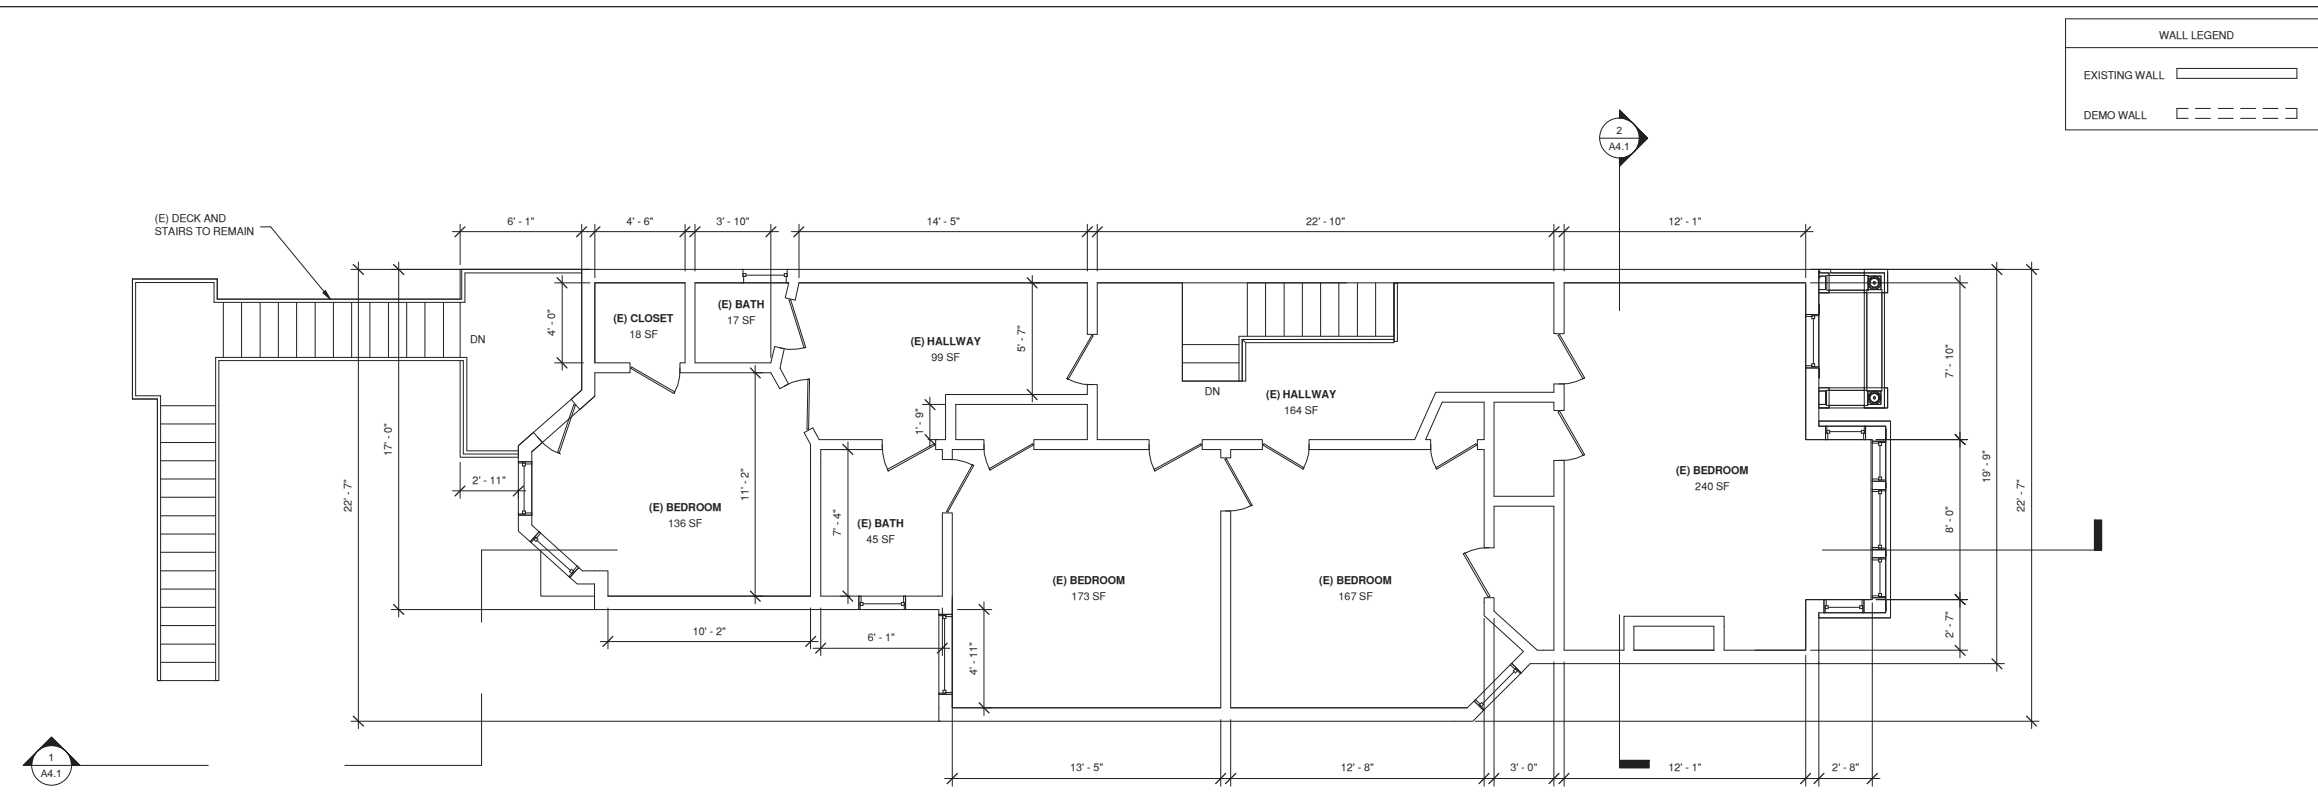 WALL LEGEND
EXISTING WALL
DEMO WALL
2
A4.1
(E) DECK AND
STAIRS TO REMAIN
6' - 1"
4' - 6"
3' - 10"
14' - 5"
22' - 10"
12' - 1"
(E) CLOSET
18 SF
(E) BATH
17 SF
4' - 0"
DN
(E) HALLWAY
99 SF
5' - 7"
1' - 9"
DN
(E) HALLWAY
164 SF
7' - 10"
17' - 0"
22' - 7"
2' - 11"
(E) BEDROOM
136 SF
11' - 2"
7' - 4"
(E) BATH
45 SF
(E) BEDROOM
173 SF
(E) BEDROOM
167 SF
(E) BEDROOM
240 SF
19' - 9"
22' - 7"
8' - 0"
2' - 7"
10' - 2"
6' - 1"
4' - 11"
1
A4.1
13' - 5"
12' - 8"
3' - 0"
12' - 1"
2' - 8"